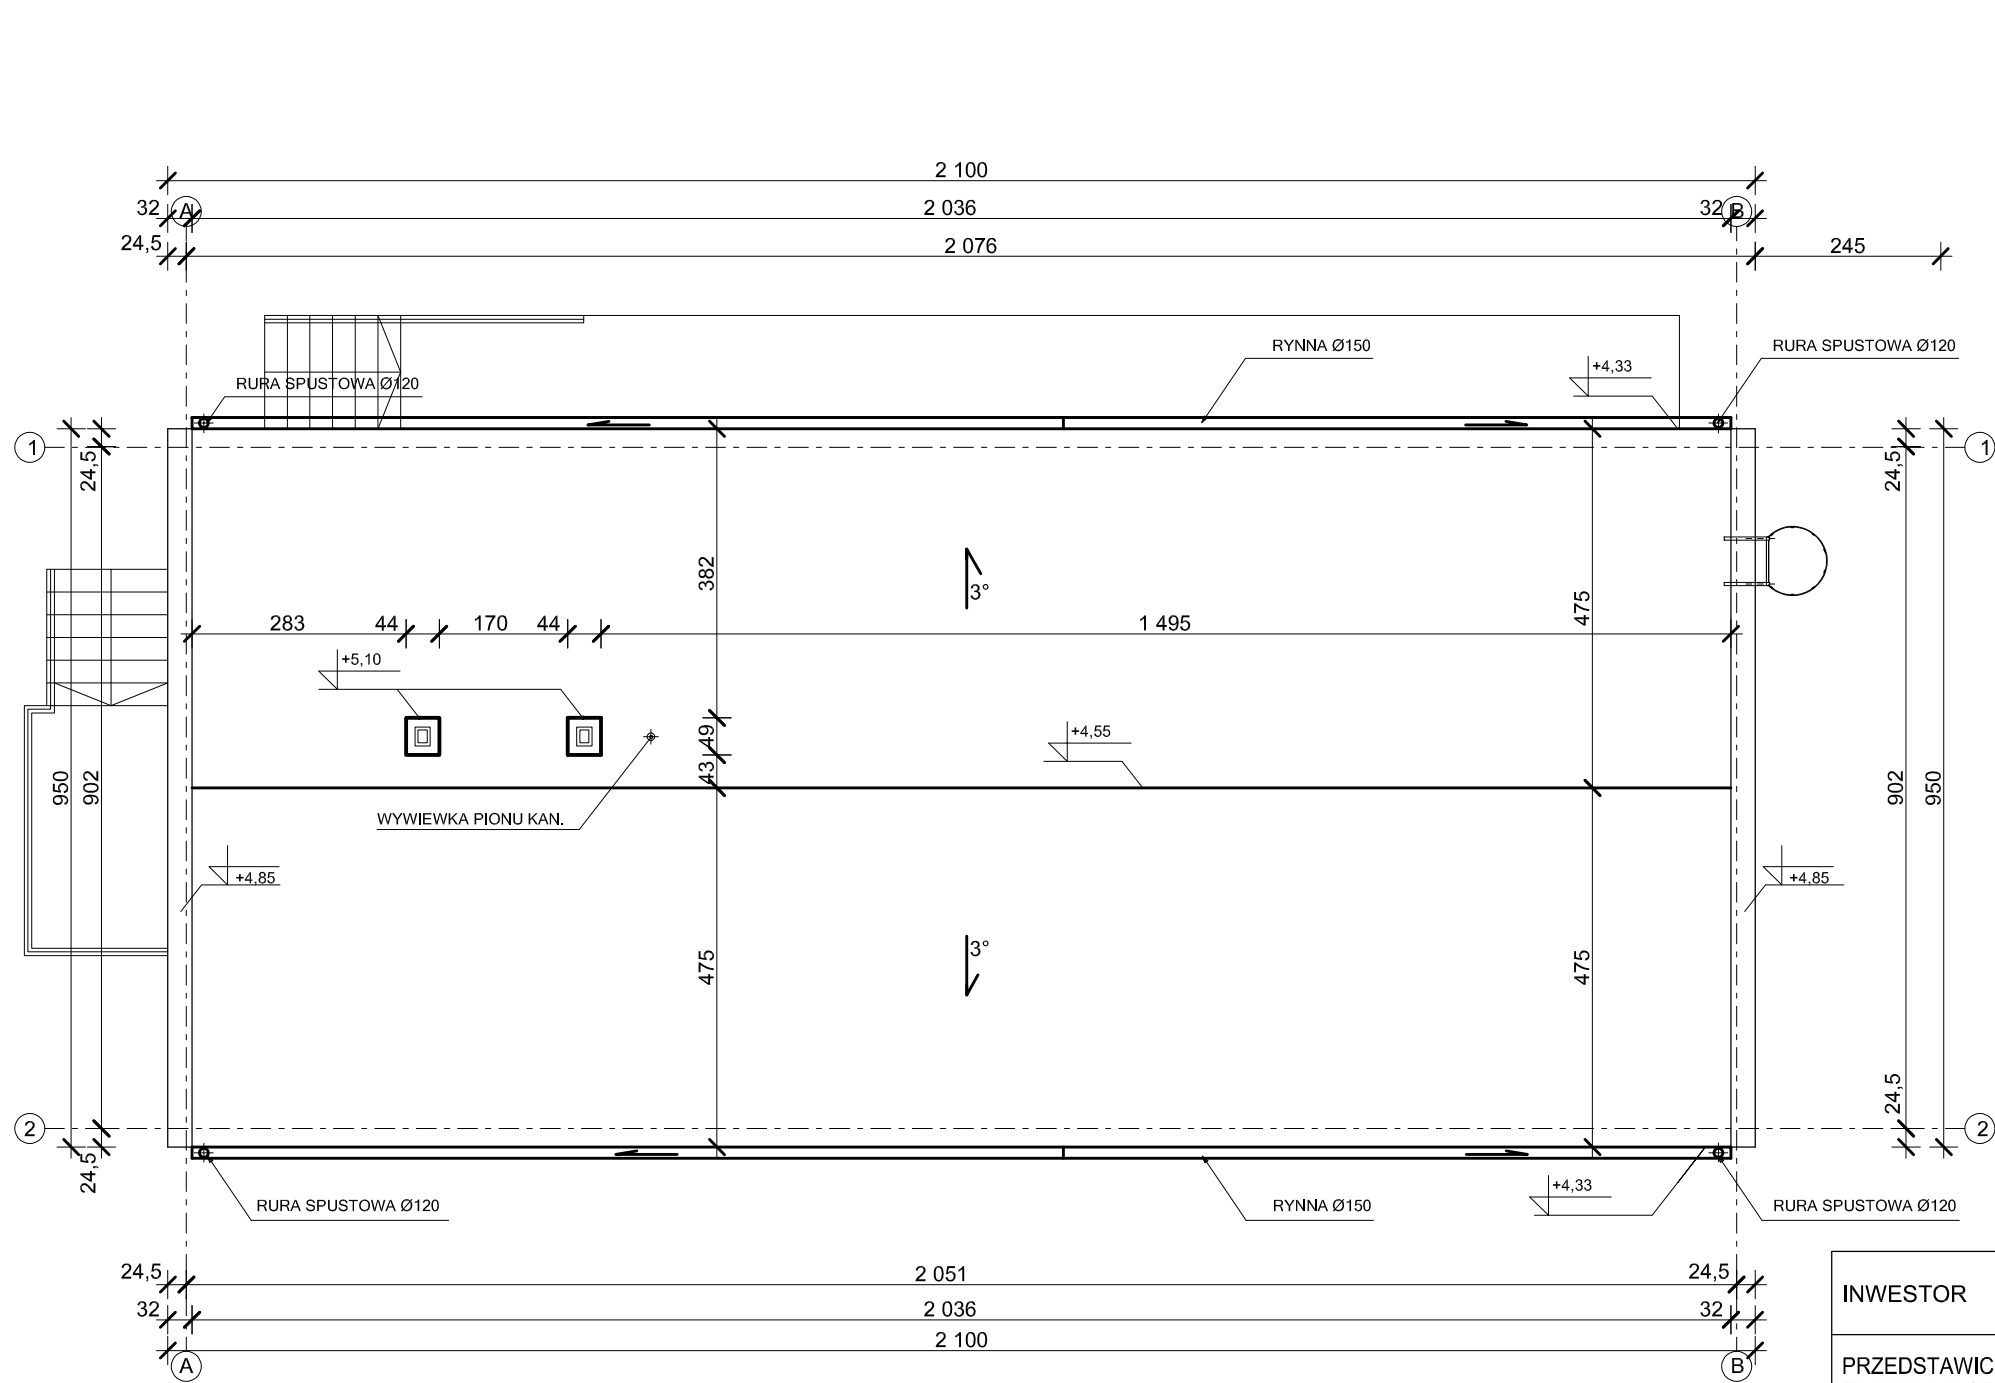 2 100
32 A 2 036 32 B
24,5 2 076 245
RYNNA Ø150 RURA SPUSTOWA Ø120
+4,33
RURA SPUSTOWA Ø120
1 1
24,5 24,5
382 3° 475
283 44 170 44 1 495
+5,10
49 +4,55
43
950 902 902 950
WYWIEWKA PIONU KAN.
+4,85 +4,85
475 3° 475
24,5
2 2
24,5
+4,33
RURA SPUSTOWA Ø120 RYNNA Ø150 RURA SPUSTOWA Ø120
24,5 2 051 24,5
INWESTOR
32 2 036 32
2 100
A B
PRZEDSTAWIC